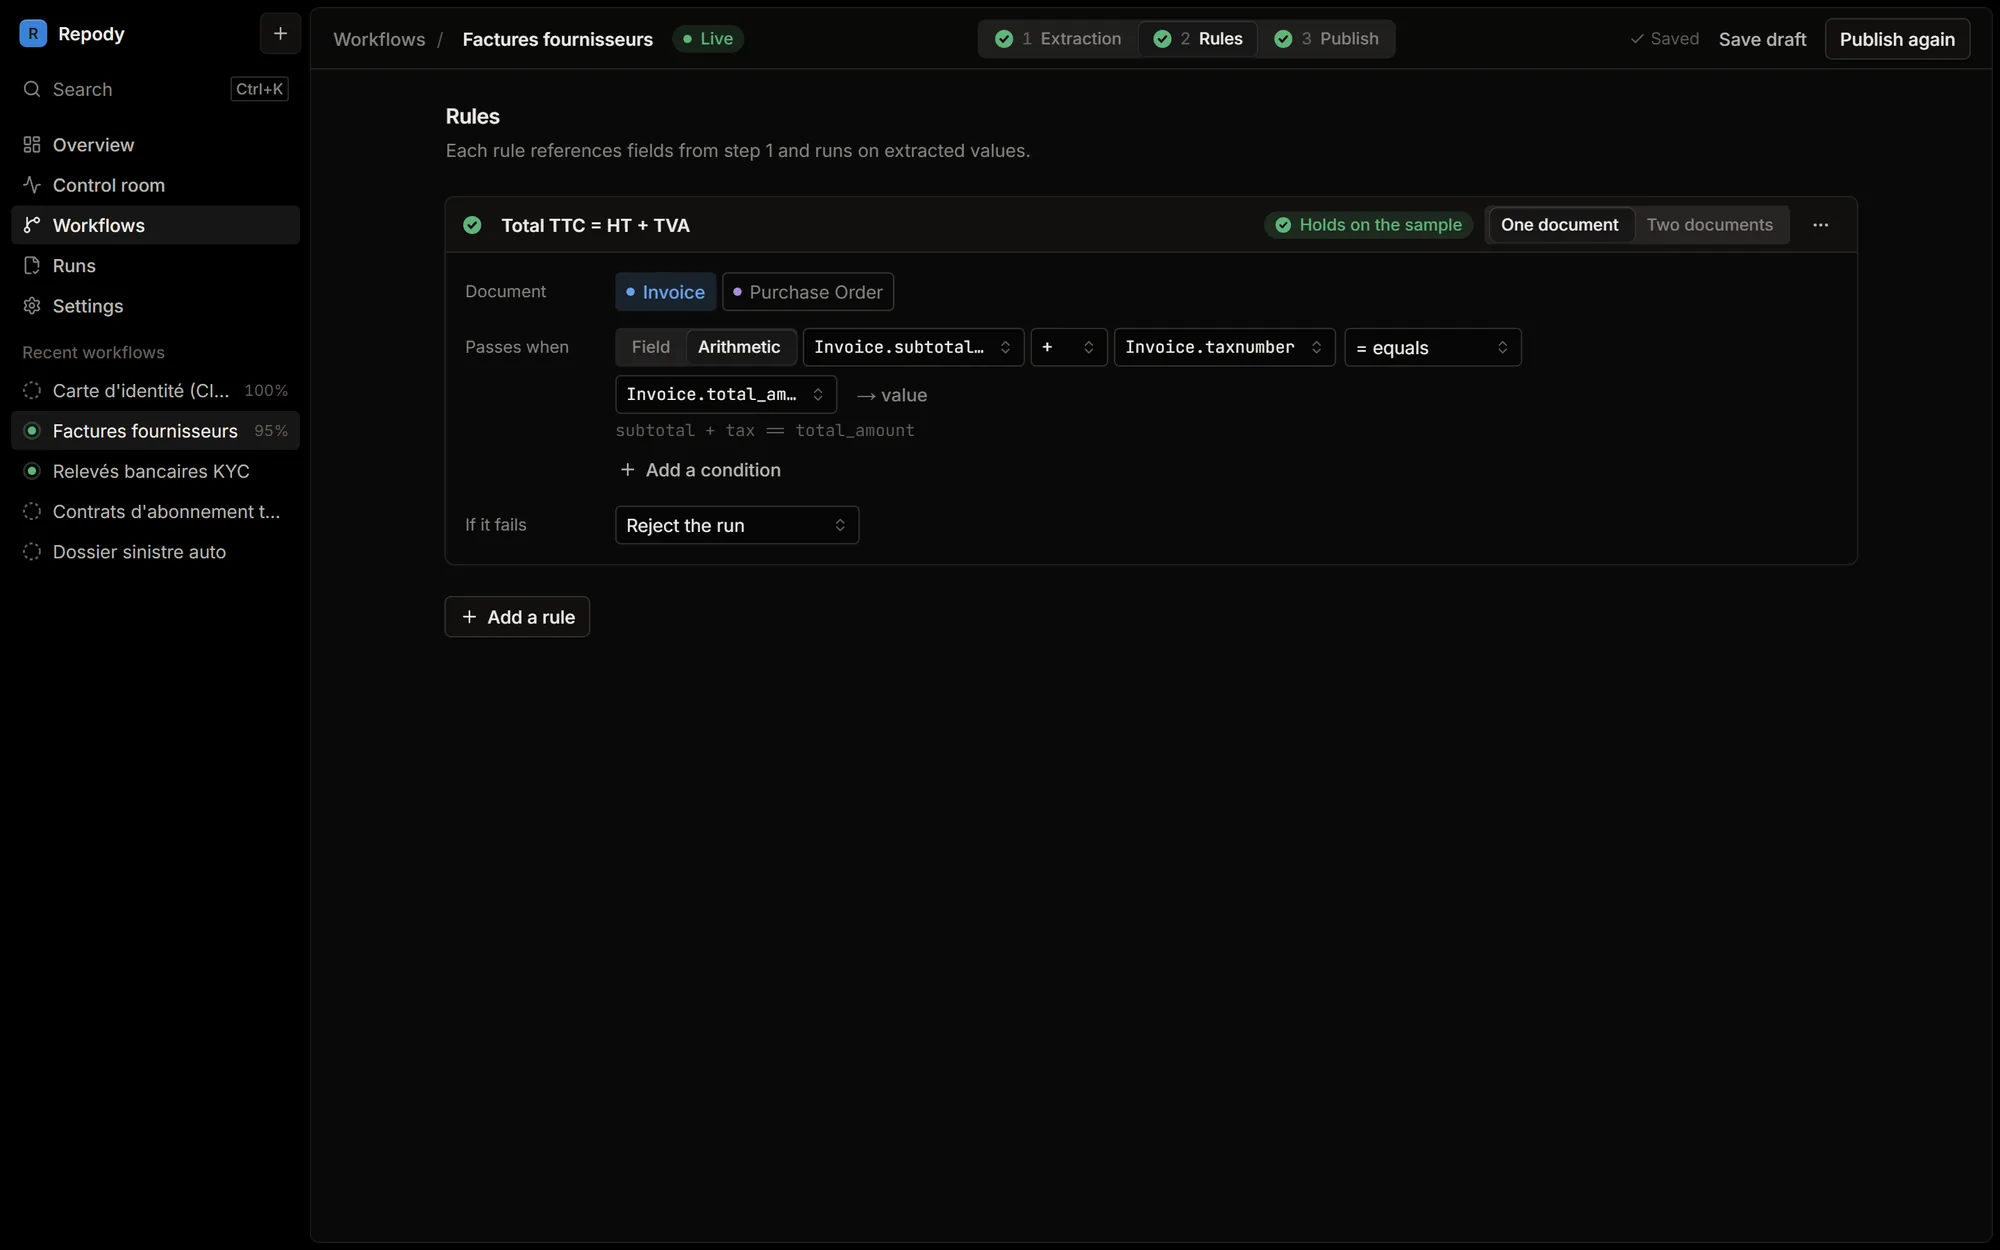 R Repody +
Search Ctrl+K
Overview
Control room
Workflows
Runs
Settings
Recent workflows
Carte d'identité (CI... 100%
Factures fournisseurs 95%
Relevés bancaires KYC
Contrats d'abonnement t...
Dossier sinistre auto
Workflows / Factures fournisseurs Live
1 Extraction 2 Rules 3 Publish
Saved Save draft Publish again
Rules
Each rule references fields from step 1 and runs on extracted values.
Total TTC = HT + TVA Holds on the sample One document Two documents ...
Document Invoice Purchase Order
Passes when Field Arithmetic Invoice.subtotal… + Invoice.taxnumber = equals
Invoice.total_am… → value
subtotal + tax == total_amount
+ Add a condition
If it fails Reject the run
+ Add a rule